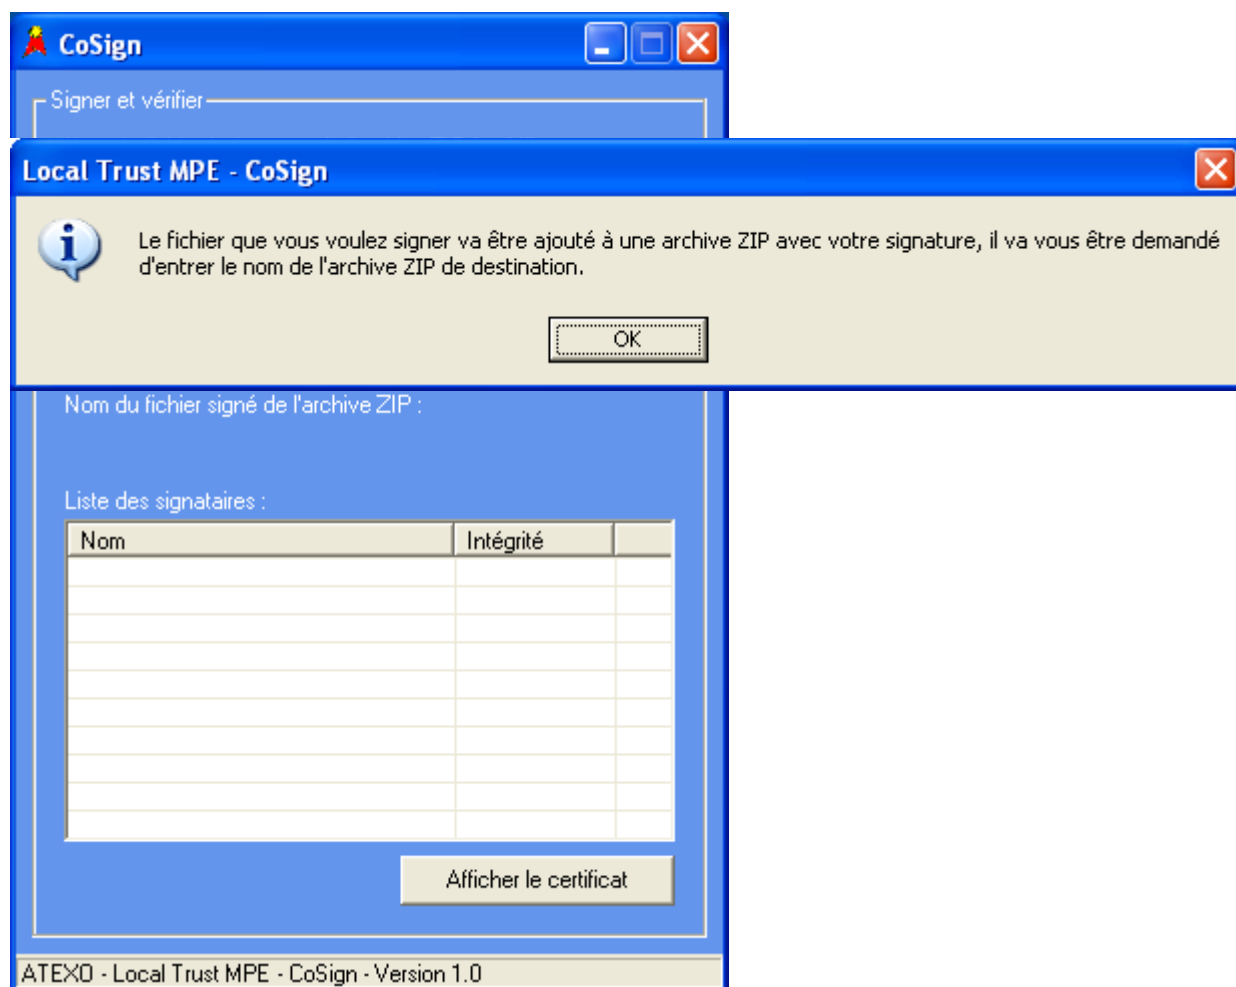 CoSign
Signer et vérifier
Local Trust MPE - CoSign
Le fichier que vous voulez signer va être ajouté à une archive ZIP avec votre signature, il va vous être demandé
d'entrer le nom de l'archive ZIP de destination.
OK
Nom du fichier signé de l'archive ZIP :
Liste des signataires :
Nom Intégrité
Afficher le certificat
ATEXO - Local Trust MPE - CoSign - Version 1.0